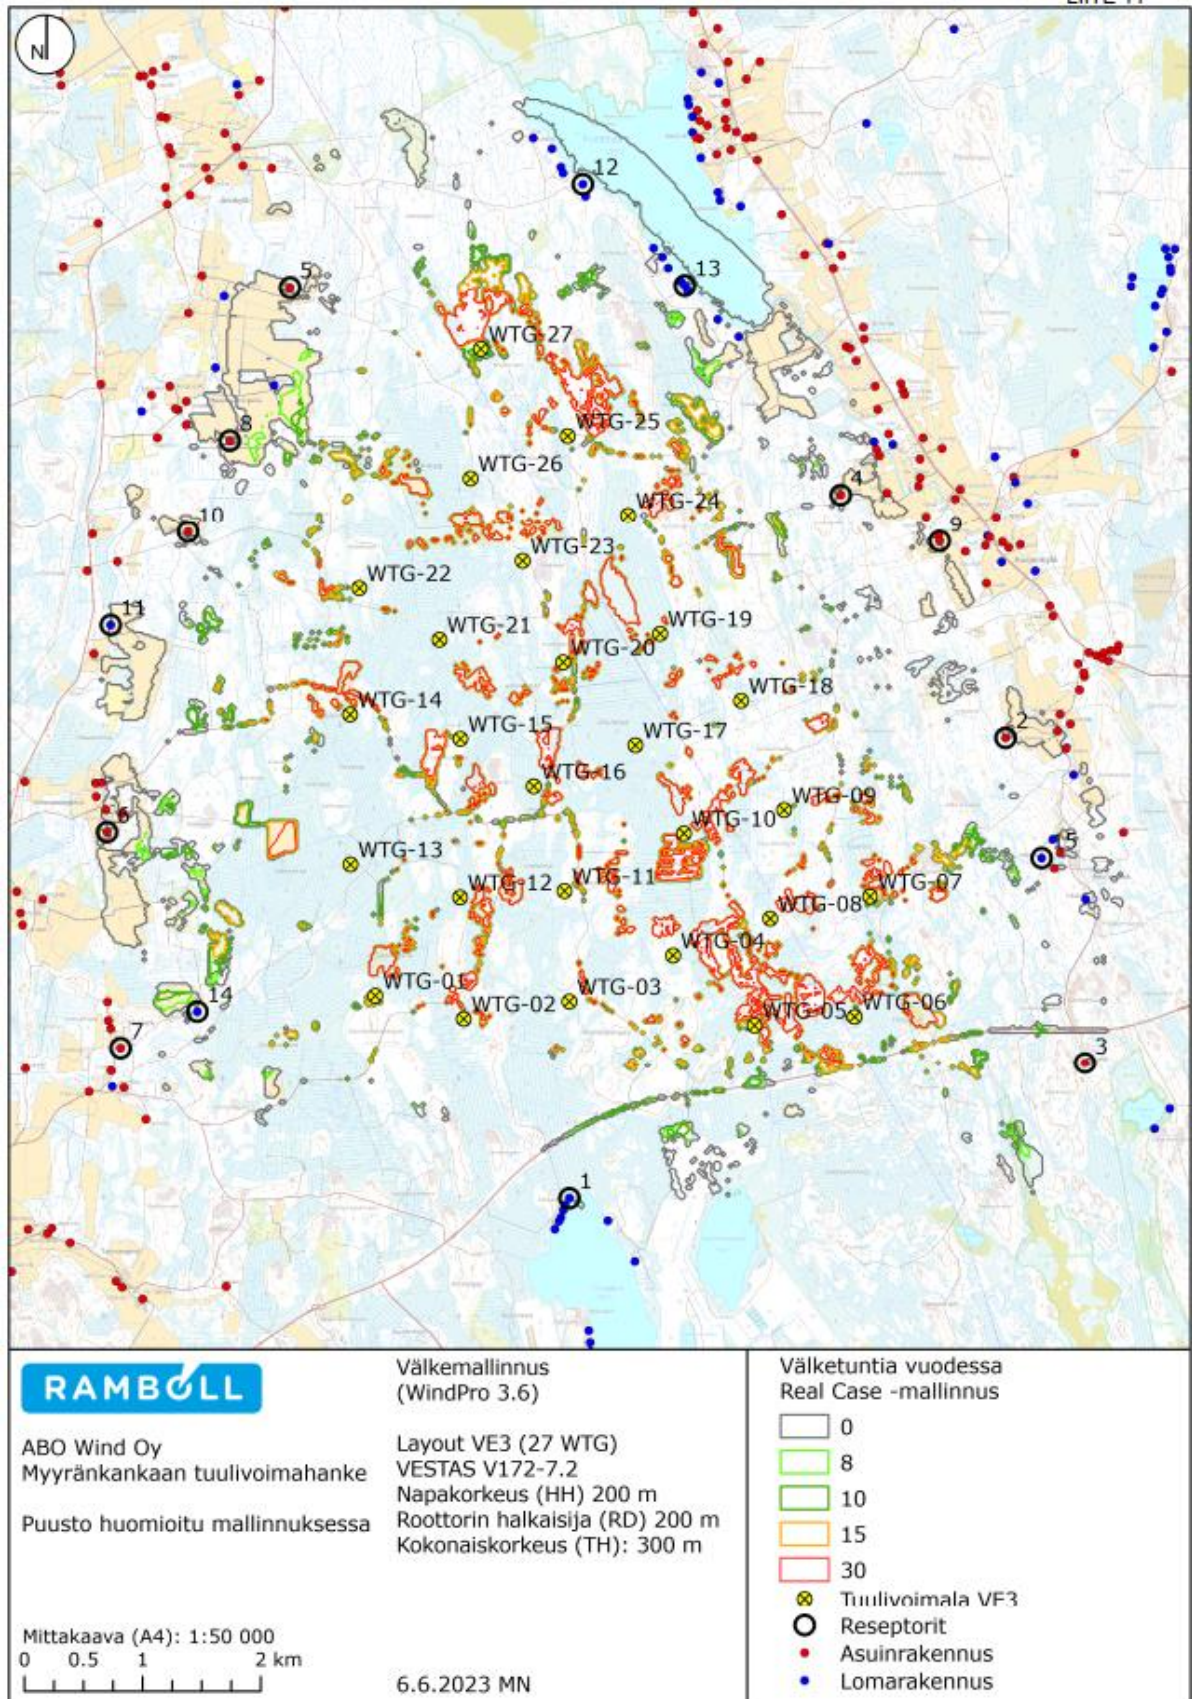 N
12
13
5
WTG-27
8
WTG-25
WTG-26
4
WTG-24
10
9
WTG-23
WTG-22
11
WTG-21
WTG-19
WTG-20
WTG-18
WTG-14
2
WTG-15
WTG-17
WTG-16
WTG-09
6
WTG-10
5
WTG-13
WTG-12
WTG-11
WTG-07
WTG-08
WTG-04
WTG-01
14
WTG-02
WTG-03
WTG-05
WTG-06
7
3
1
RAMBOLL
ABO Wind Oy
Myyränkankaan tuulivoimahanke
Puusto huomioitu mallinnuksessa
Mittakaava (A4): 1:50 000
0 0.5 1 2 km
Välkemallinnus
(WindPro 3.6)
Layout VE3 (27 WTG)
VESTAS V172-7.2
Napakorkeus (HH) 200 m
Roottorin halkaisija (RD) 200 m
Kokonaiskorkeus (TH): 300 m
6.6.2023 MN
Välketuntia vuodessa
Real Case -mallinnus
0
8
10
15
30
Tuulivoimala VE3
Reseptorit
Asuinrakennus
Lomarakennus